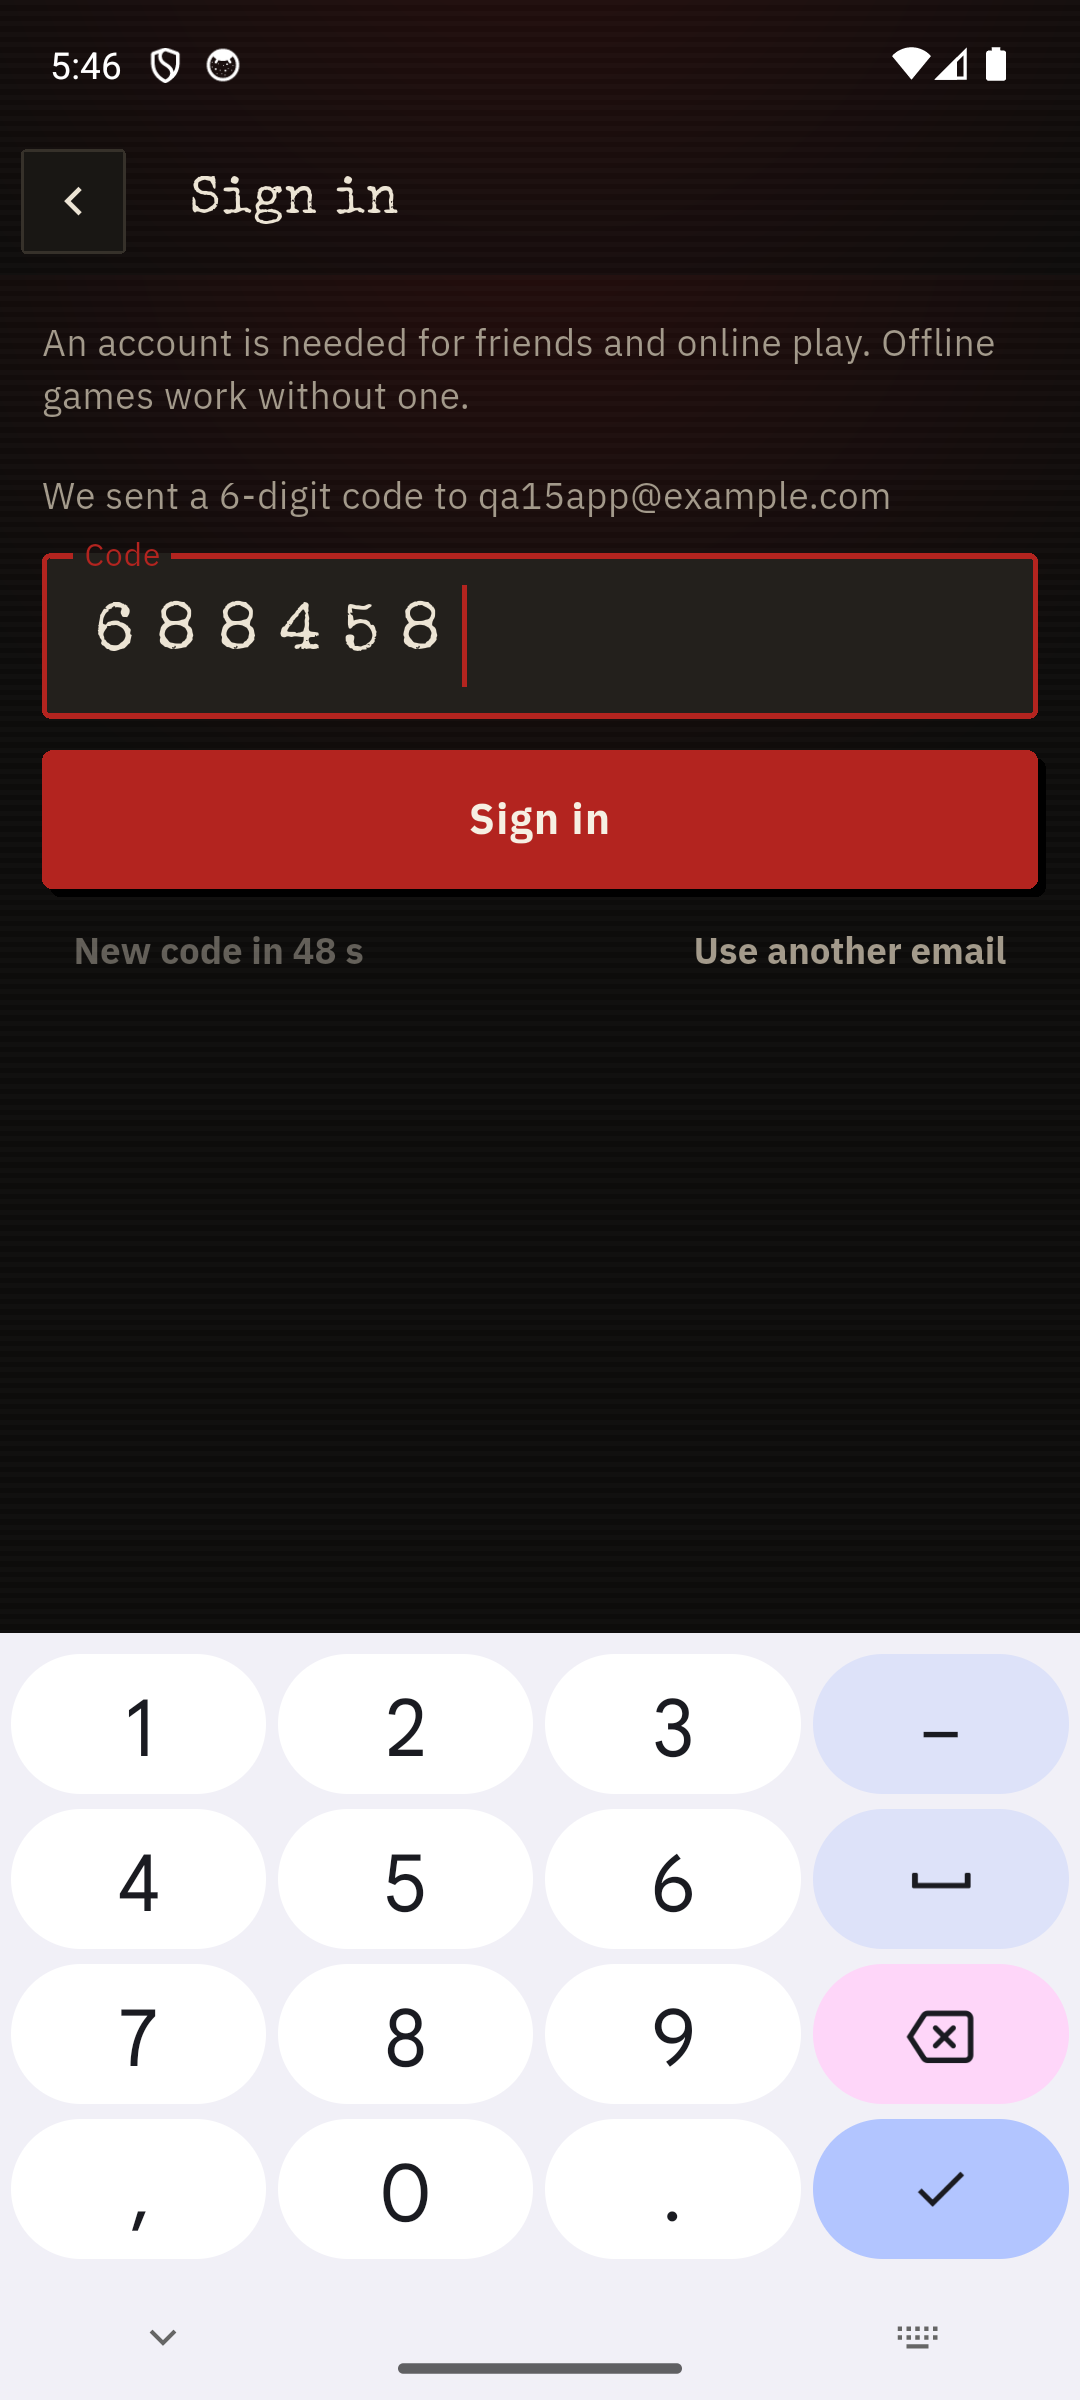 5:46
Sign in
An account is needed for friends and online play. Offline
games work without one.
We sent a 6-digit code to qa15app@example.com
Code
688458
Sign in
New code in 48 s
Use another email
1 2 3 –
4 5 6
7 8 9
, 0 .